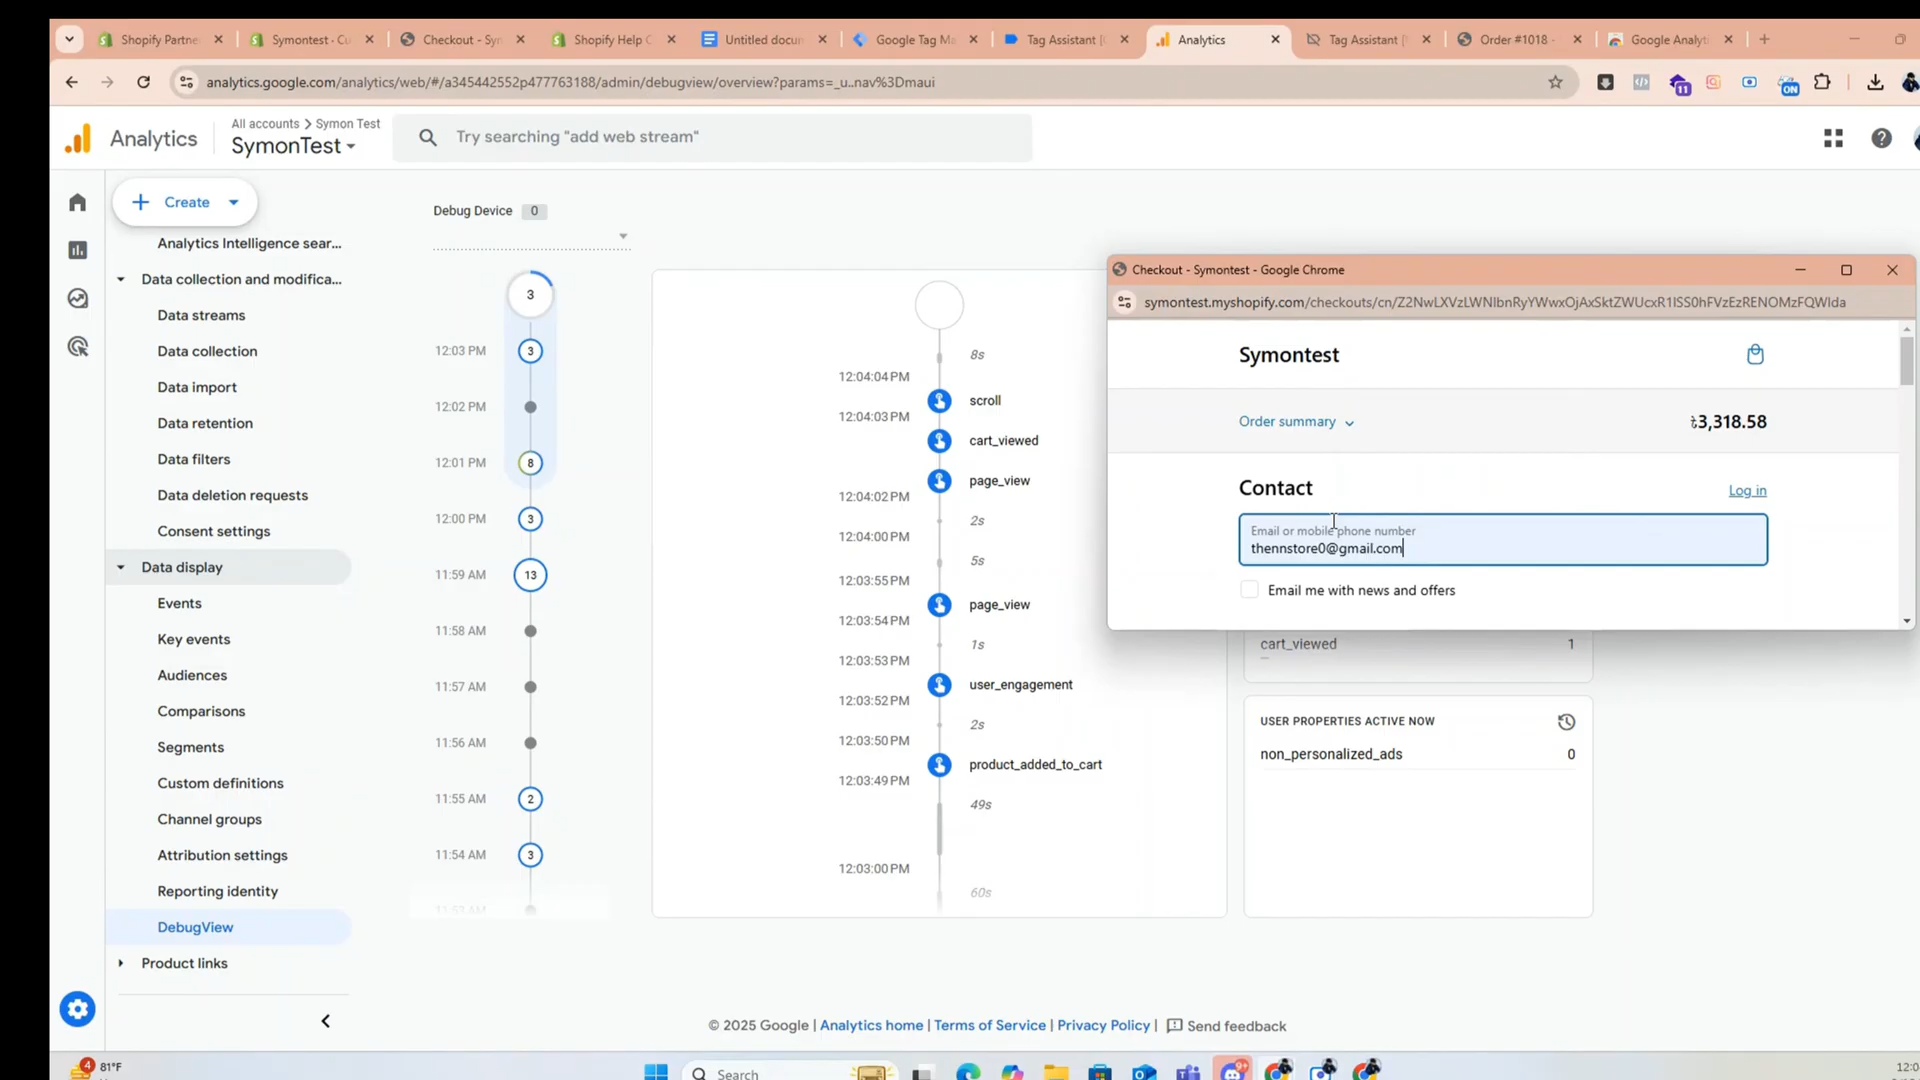 Shopify Partne
Symontest - Cu
Checkout - Syn
Shopify Help C
Untitled docu
Google Tag Ma
Tag Assistant [
Analytics
Tag Assistant [
Order #1018 -
Google Analyt
analytics.google.com/analytics/web/#/a345442552p477763188/admin/debugview/overview?params=_u..nav%3Dmaui
11
ON
Analytics
All accounts > Symon Test
SymonTest
Try searching "add web stream"
Create
Analytics Intelligence sear...
Data collection and modifica...
Data streams
Data collection
Data import
Data retention
Data filters
Data deletion requests
Consent settings
Data display
Events
Key events
Audiences
Comparisons
Segments
Custom definitions
Channel groups
Attribution settings
Reporting identity
DebugView
Product links
Debug Device 0
3
12:03 PM 3
12:02 PM
12:01 PM 8
12:00 PM 3
11:59 AM 13
11:58 AM
11:57 AM
11:56 AM
11:55 AM 2
11:54 AM 3
11:53 AM
8s
12:04:04 PM
scroll
12:04:03 PM
cart_viewed
page_view
12:04:02 PM
2s
12:04:00 PM
5s
12:03:55 PM
page_view
12:03:54 PM
1s
12:03:53 PM
user_engagement
12:03:52 PM
2s
12:03:50 PM
product_added_to_cart
12:03:49 PM
49s
12:03:00 PM
60s
Checkout - Symontest - Google Chrome
Symontest
Order summary
৳3,318.58
Contact
Log in
Email or mobile phone number
thennstore0@gmail.com
Email me with news and offers
cart_viewed 1
USER PROPERTIES ACTIVE NOW
non_personalized_ads 0
© 2025 Google | Analytics home | Terms of Service | Privacy Policy | Send feedback
4
81°F
Search
9+
12:0